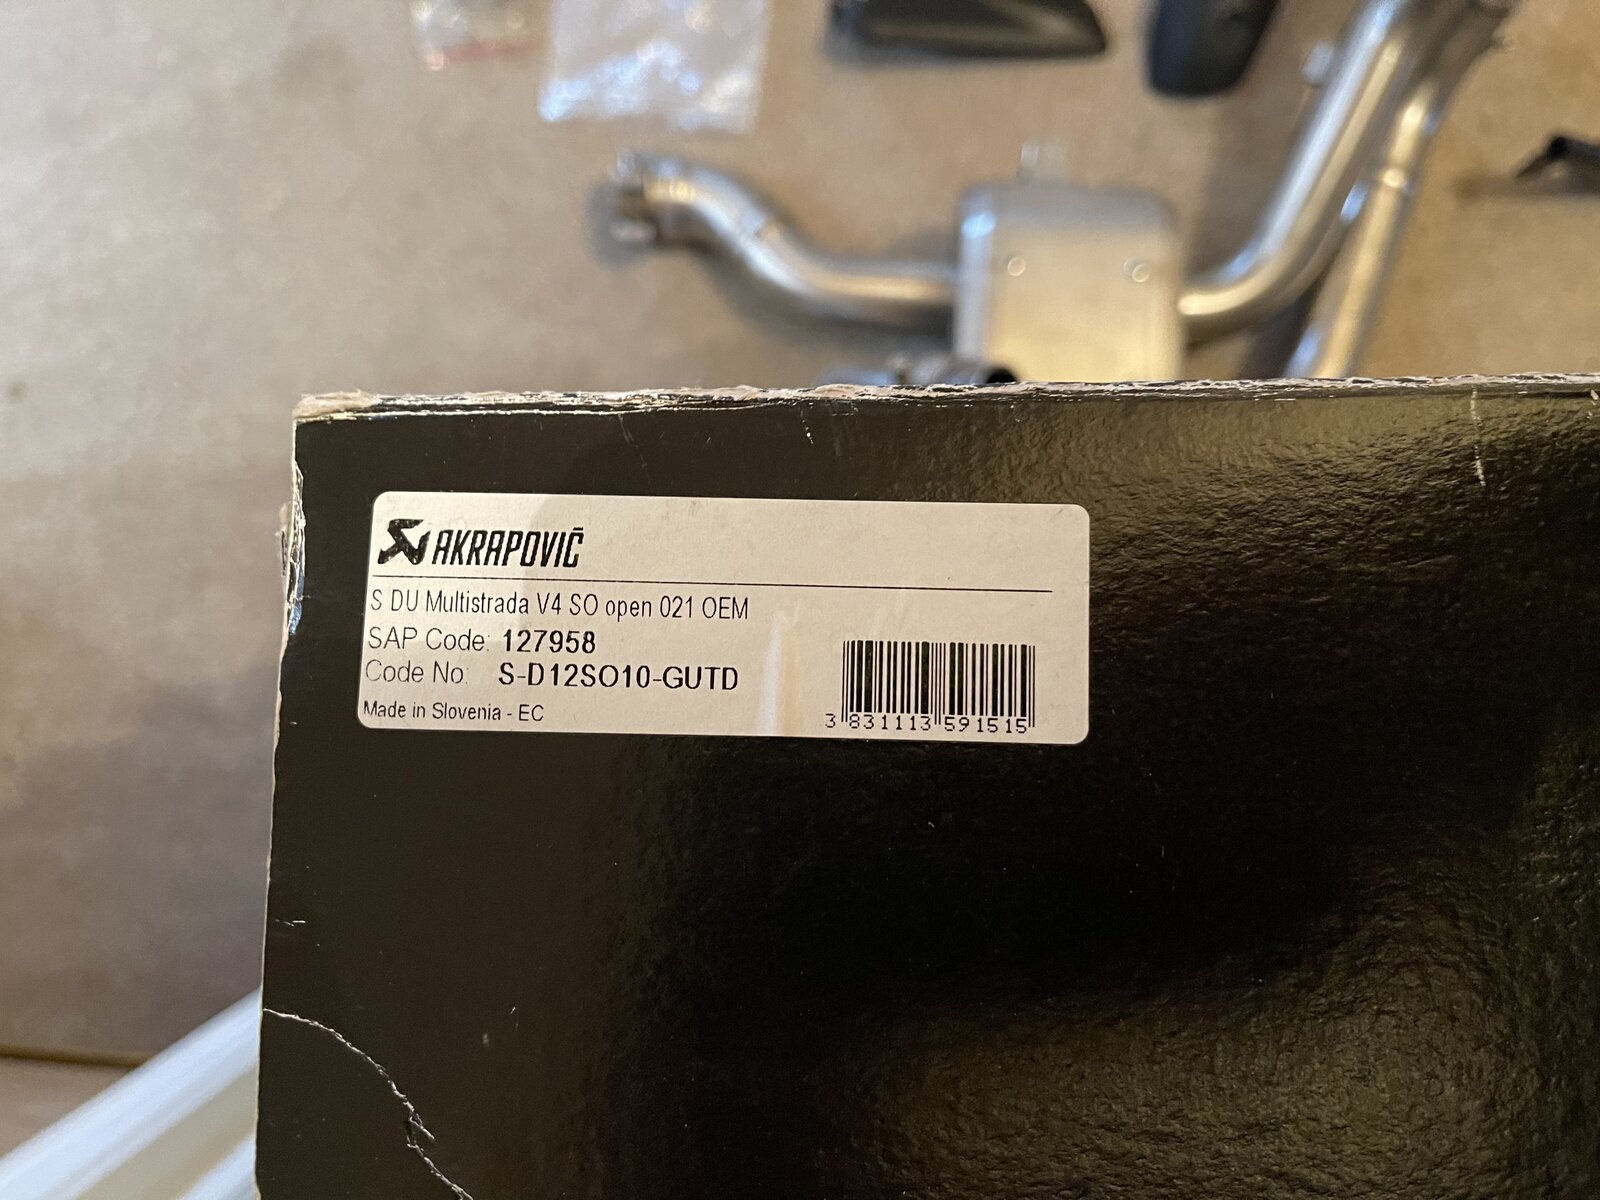 AKRAPOVIČ
S DU Multistrada V4 SO open 021 OEM
SAP Code: 127958
Code No: S-D12SO10-GUTD
Made in Slovenia - EC
3 831113 591515